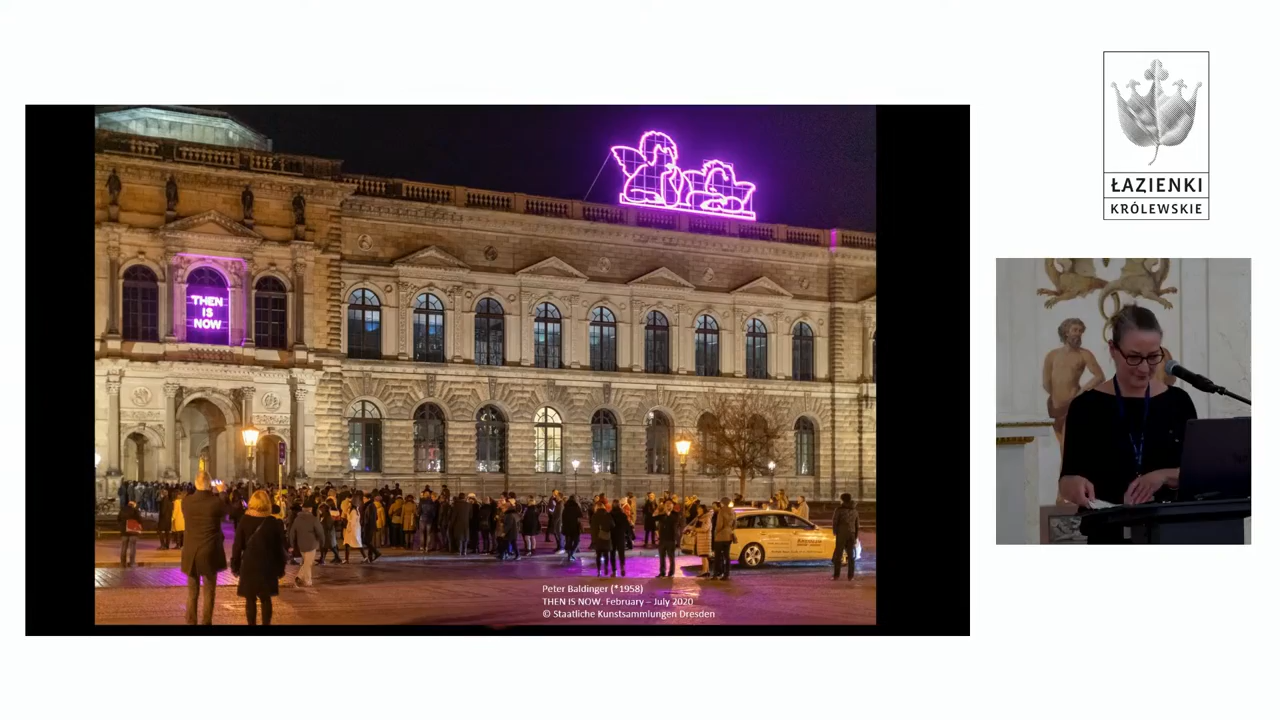 THEN
IS
NOW
Peter Baldinger (*1958)
THEN IS NOW. February – July 2020
© Staatliche Kunstsammlungen Dresden
ŁAZIENKI
KRÓLEWSKIE